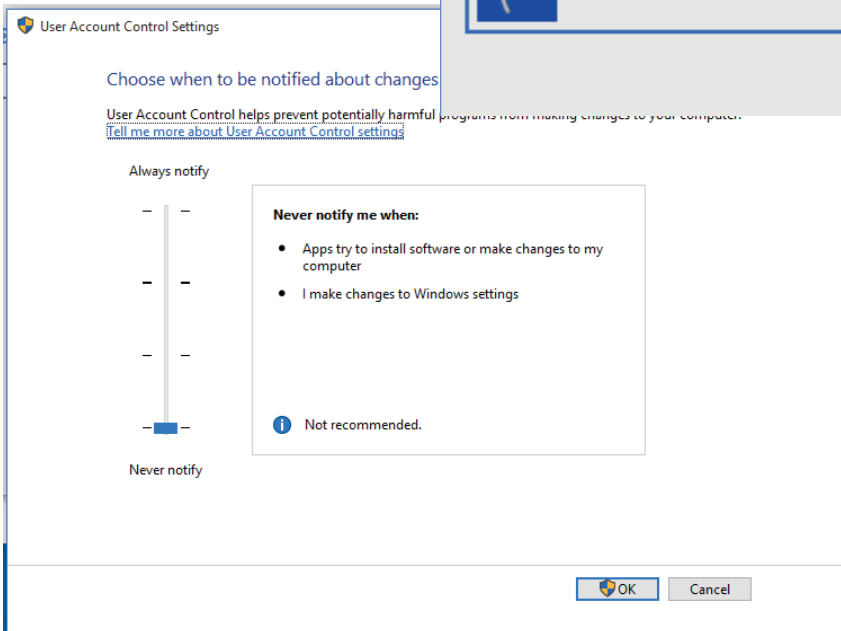 User Account Control Settings
Choose when to be notified about changes
User Account Control helps prevent potentially harmful programs from making changes to your computer.
Tell me more about User Account Control settings
Always notify
Never notify me when:
• Apps try to install software or make changes to my
computer
• I make changes to Windows settings
Not recommended.
Never notify
OK Cancel